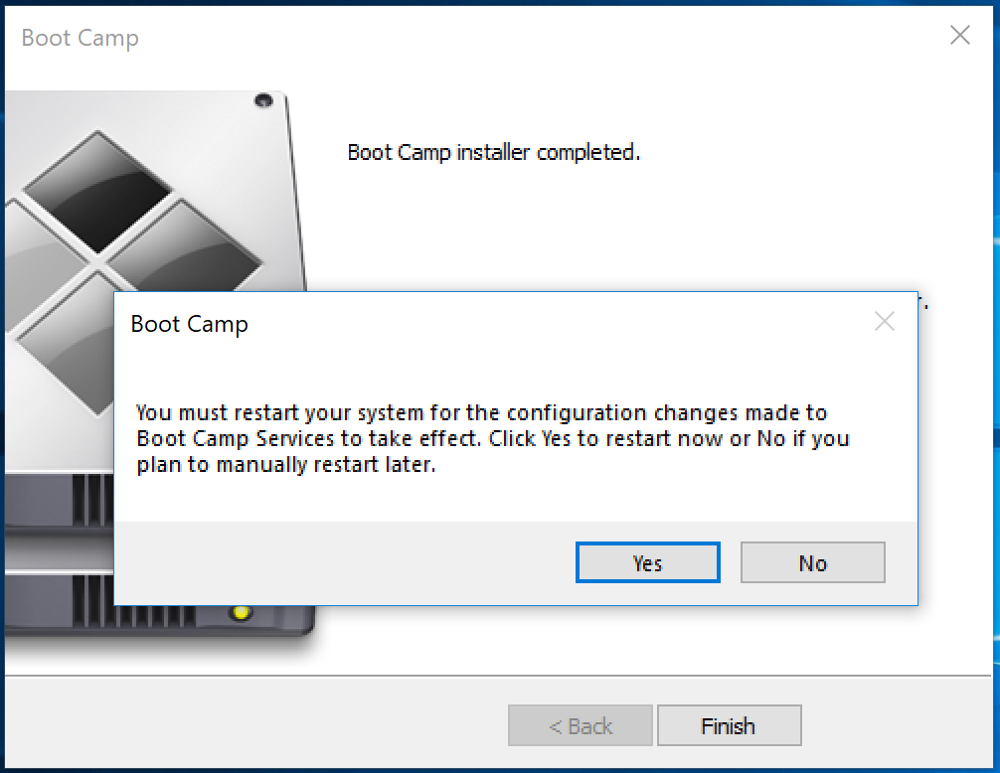 Boot Camp
Boot Camp installer completed.
Boot Camp
You must restart your system for the configuration changes made to
Boot Camp Services to take effect. Click Yes to restart now or No if you
plan to manually restart later.
Yes
No
< Back
Finish